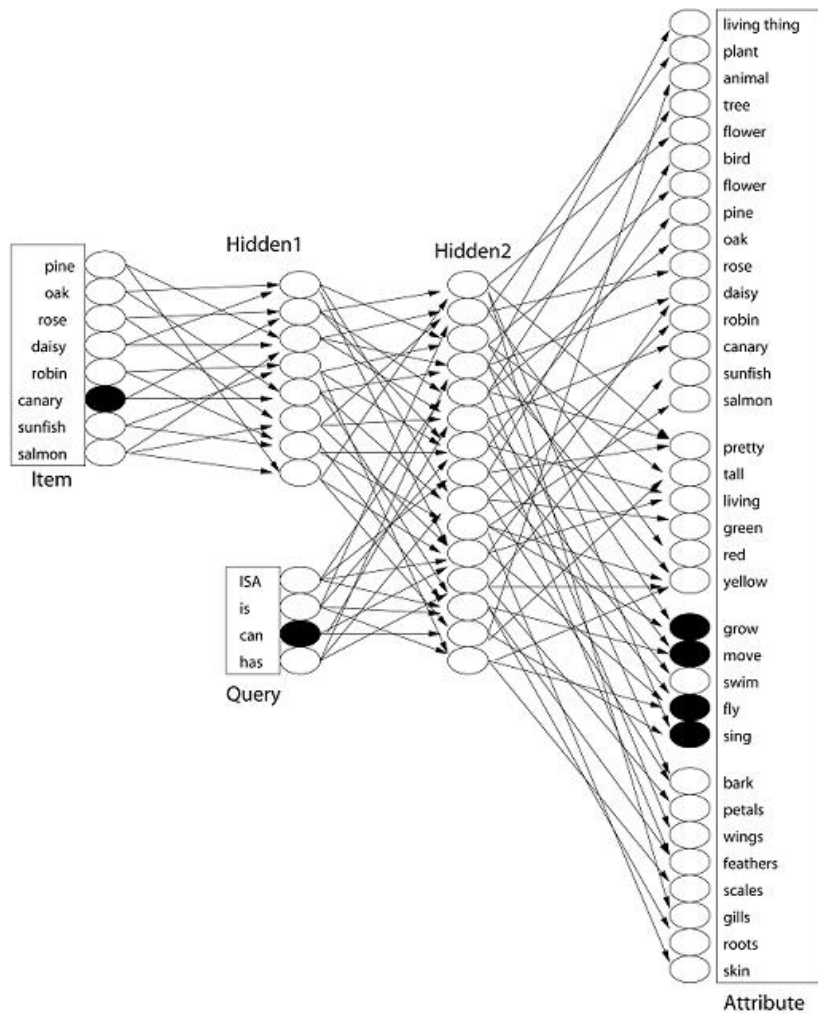 Hidden1
Hidden2
pine
oak
rose
daisy
robin
canary
sunfish
salmon
Item
ISA
is
can
has
Query
living thing
plant
animal
tree
flower
bird
flower
pine
oak
rose
daisy
robin
canary
sunfish
salmon
pretty
tall
living
green
red
yellow
grow
move
swim
fly
sing
bark
petals
wings
feathers
scales
gills
roots
skin
Attribute